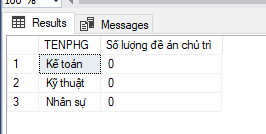 100 %
Results Messages
TENPHG Số lượng đề án chủ trì
1 Kế toán 0
2 Kỹ thuật 0
3 Nhân sự 0